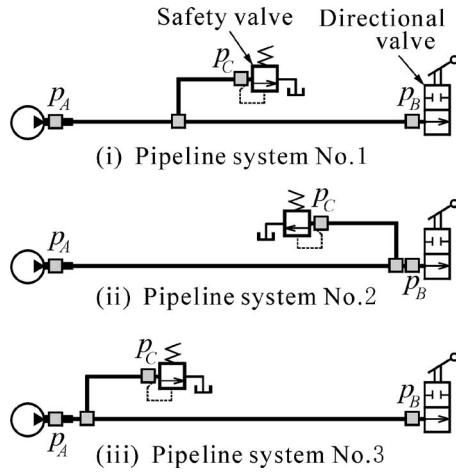 Safety valve
Directional
valve
p_C
p_A
p_B
(i) Pipeline system No.1
p_C
p_A
p_B
(ii) Pipeline system No.2
p_C
p_B
p_A
(iii) Pipeline system No.3